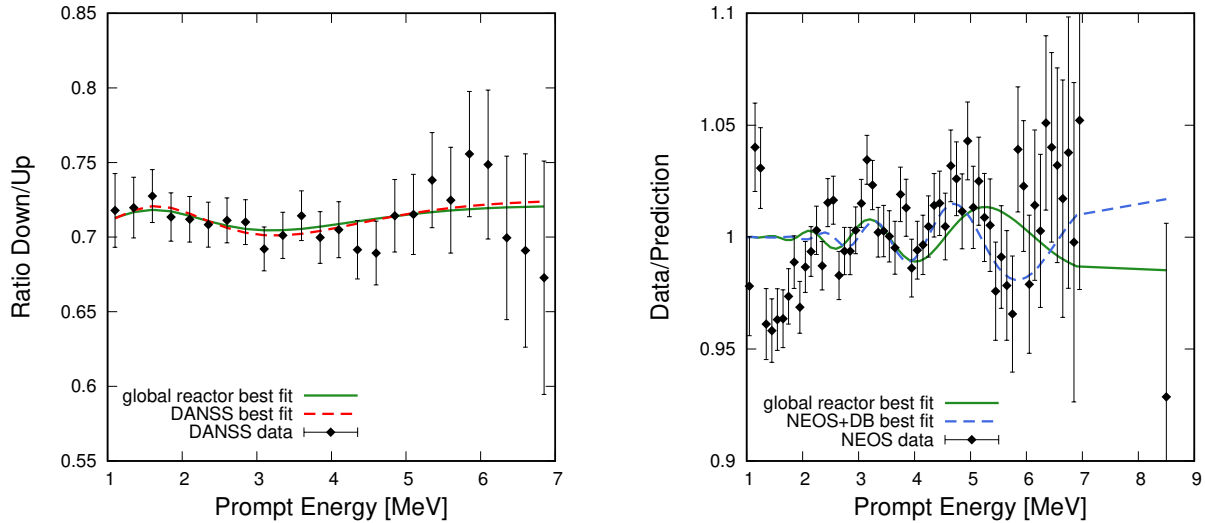 0.85
0.8
0.75
0.7
0.65
0.6
0.55
Ratio Down/Up
global reactor best fit
DANSS best fit
DANSS data
1 2 3 4 5 6 7
Prompt Energy [MeV]
1.1
1.05
1
0.95
0.9
Data/Prediction
global reactor best fit
NEOS+DB best fit
NEOS data
1 2 3 4 5 6 7 8 9
Prompt Energy [MeV]